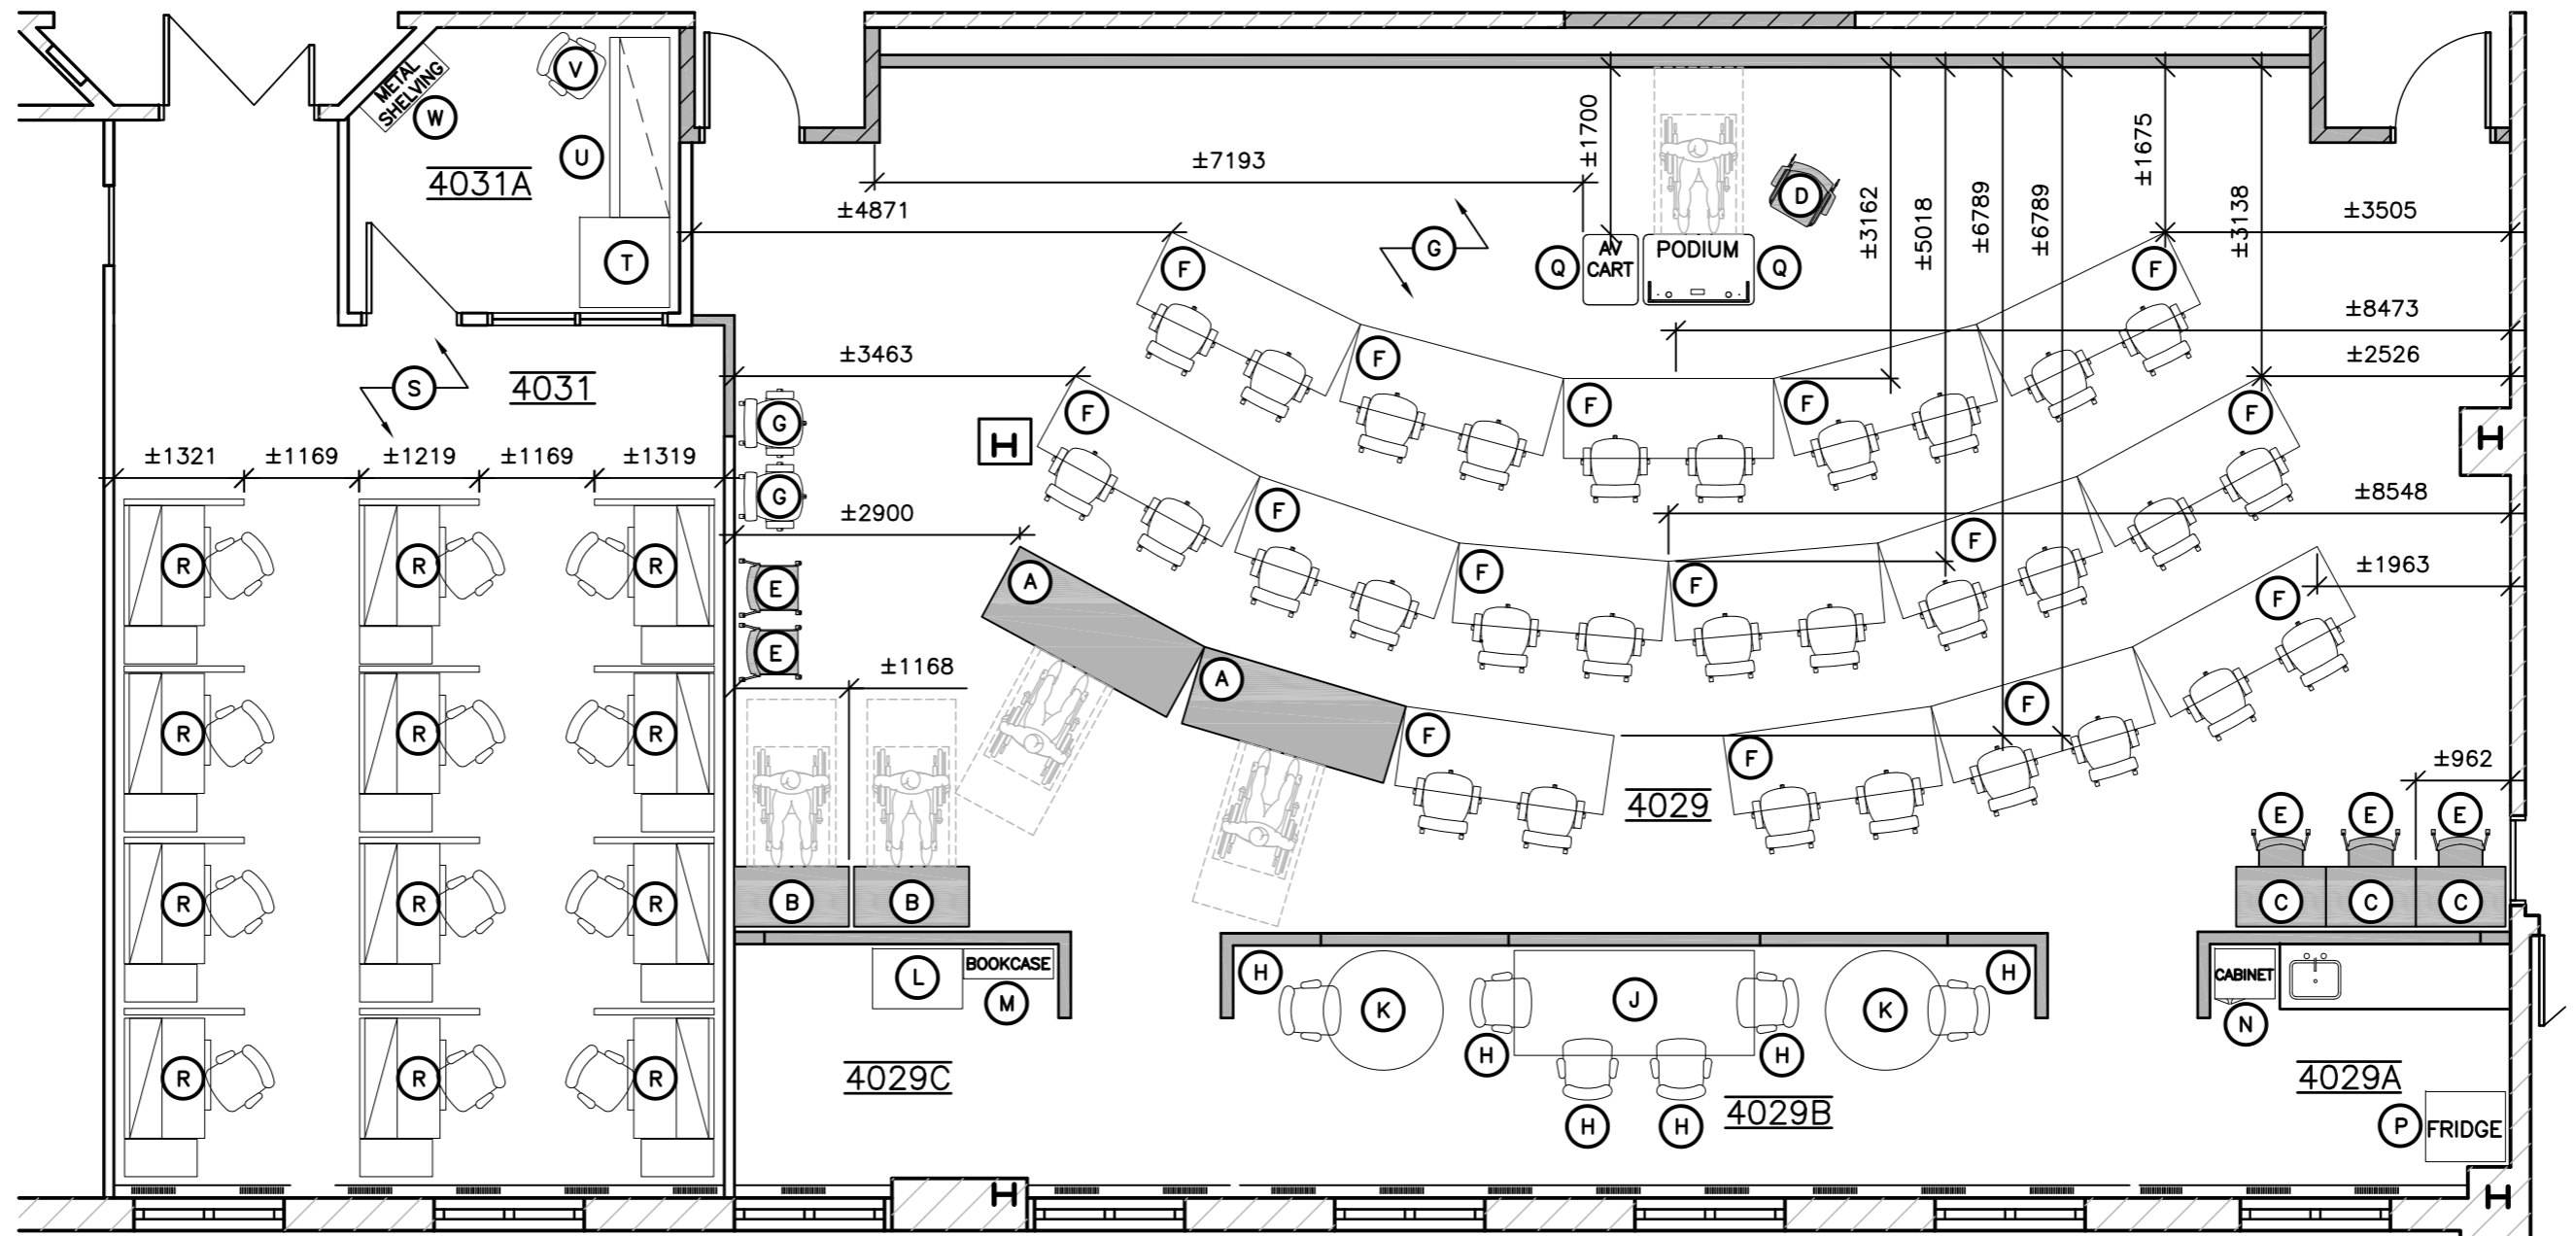 METAL
SHELVING
W
V
U
4031A
T
±7193
±4871
±1700
G
Q
AV
CART
PODIUM
Q
D
±3162
±5018
±6789
±6789
±1675
±3138
±3505
±8473
±2526
F
F
F
F
F
S
4031
±3463
G
G
H
F
F
F
F
F
F
H
±1321
±1169
±1219
±1169
±1319
±2900
±8548
±1963
E
E
±1168
A
A
F
F
F
F
4029
±962
R
R
R
R
R
R
R
R
R
R
R
R
B
B
E
E
E
C
C
C
L
BOOKCASE
M
H
K
H
J
H
K
H
H
H
CABINET
N
4029C
4029B
4029A
P
FRIDGE
H
H